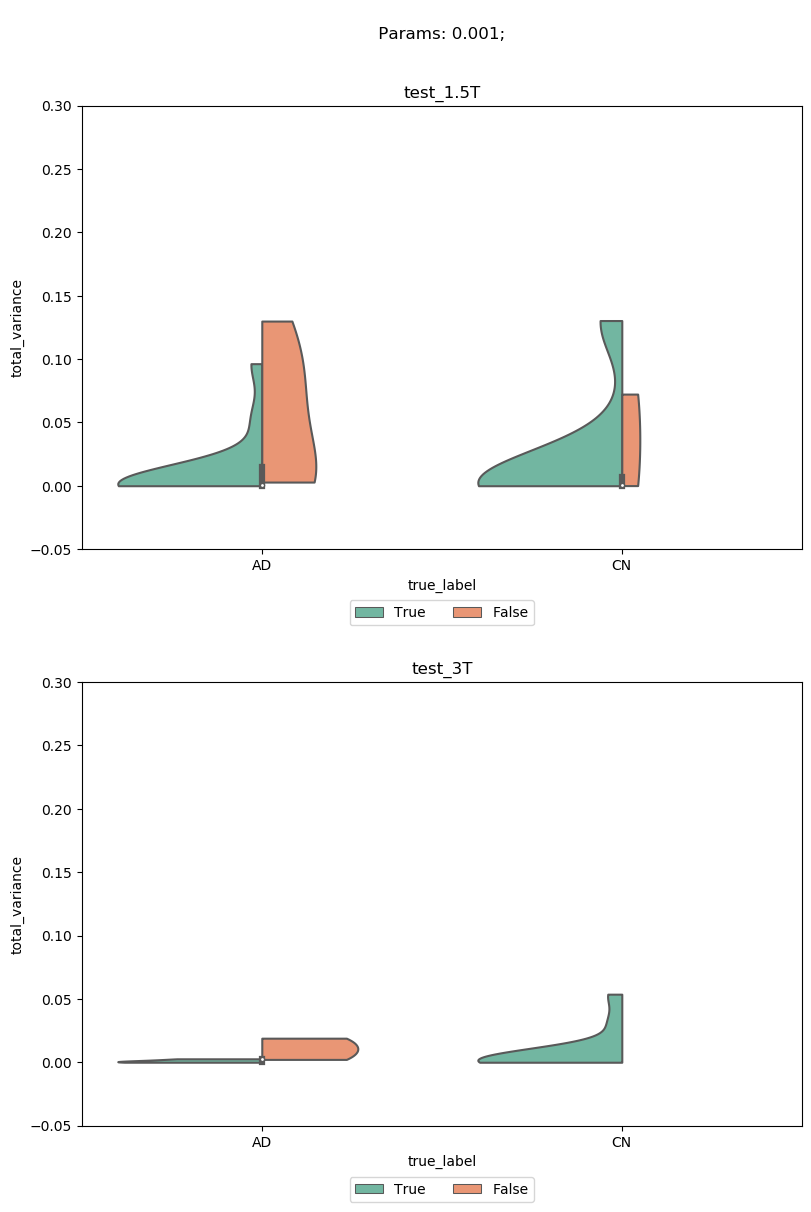 Params: 0.001;
test_1.5T
0.30
0.25
0.20
0.15
0.10
0.05
0.00
−0.05
total_variance
AD CN
true_label
True False
test_3T
0.30
0.25
0.20
0.15
0.10
0.05
0.00
−0.05
total_variance
AD CN
true_label
True False